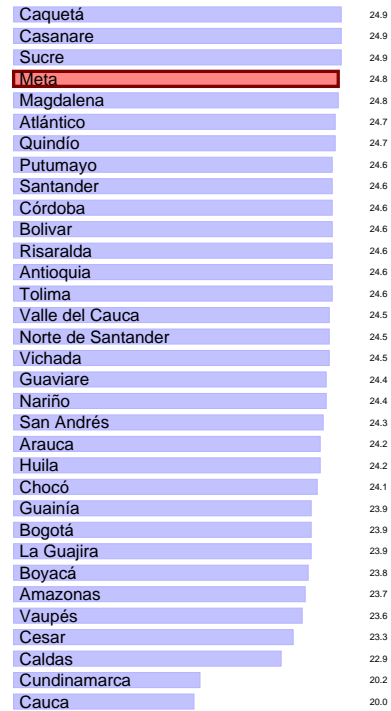 Caquetá 24.9
Casanare 24.9
Sucre 24.9
Meta 24.8
Magdalena 24.8
Atlántico 24.7
Quindío 24.7
Putumayo 24.6
Santander 24.6
Córdoba 24.6
Bolivar 24.6
Risaralda 24.6
Antioquia 24.6
Tolima 24.6
Valle del Cauca 24.5
Norte de Santander 24.5
Vichada 24.5
Guaviare 24.4
Nariño 24.4
San Andrés 24.3
Arauca 24.2
Huila 24.2
Chocó 24.1
Guainía 23.9
Bogotá 23.9
La Guajira 23.9
Boyacá 23.8
Amazonas 23.7
Vaupés 23.6
Cesar 23.3
Caldas 22.9
Cundinamarca 20.2
Cauca 20.0